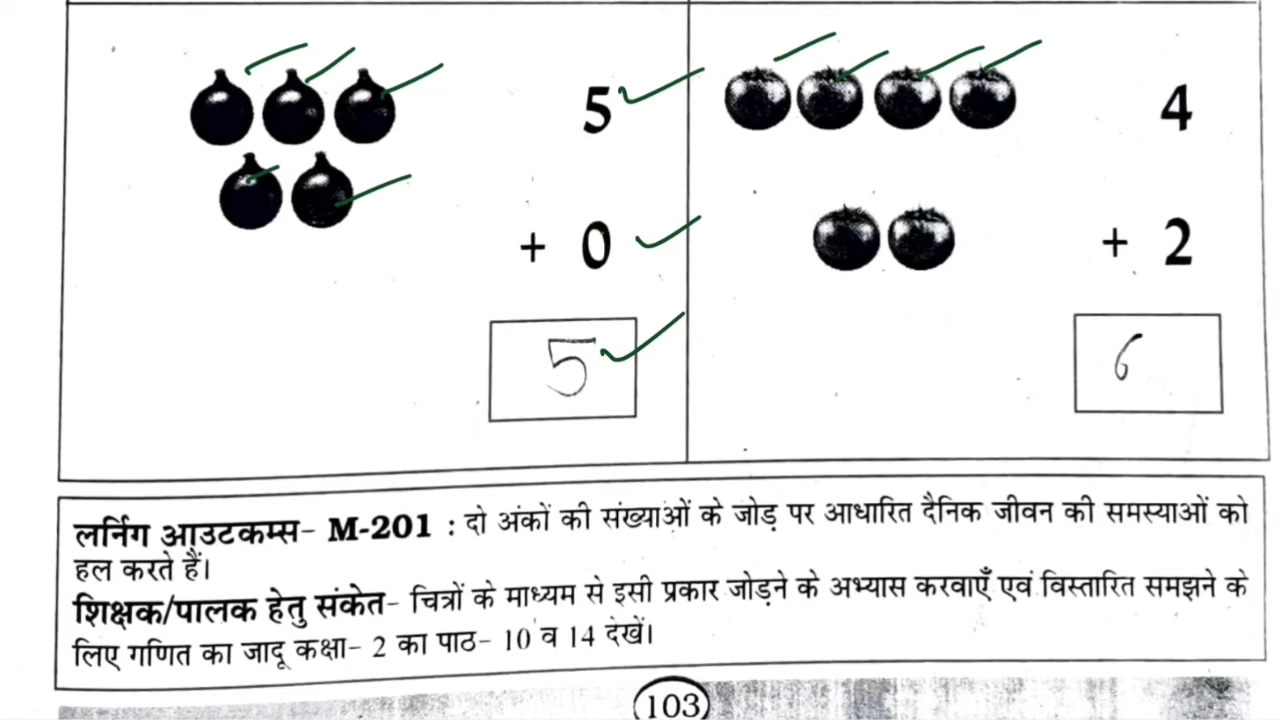 5
+ 0
5
4
+ 2
6
लर्निंग आउटकम्स- M-201 : दो अंकों की संख्याओं के जोड़ पर आधारित दैनिक जीवन की समस्याओं को
हल करते हैं।
शिक्षक/पालक हेतु संकेत- चित्रों के माध्यम से इसी प्रकार जोड़ने के अभ्यास करवाएँ एवं विस्तारित समझने के
लिए गणित का जादू कक्षा- 2 का पाठ- 10 व 14 देखें।
103